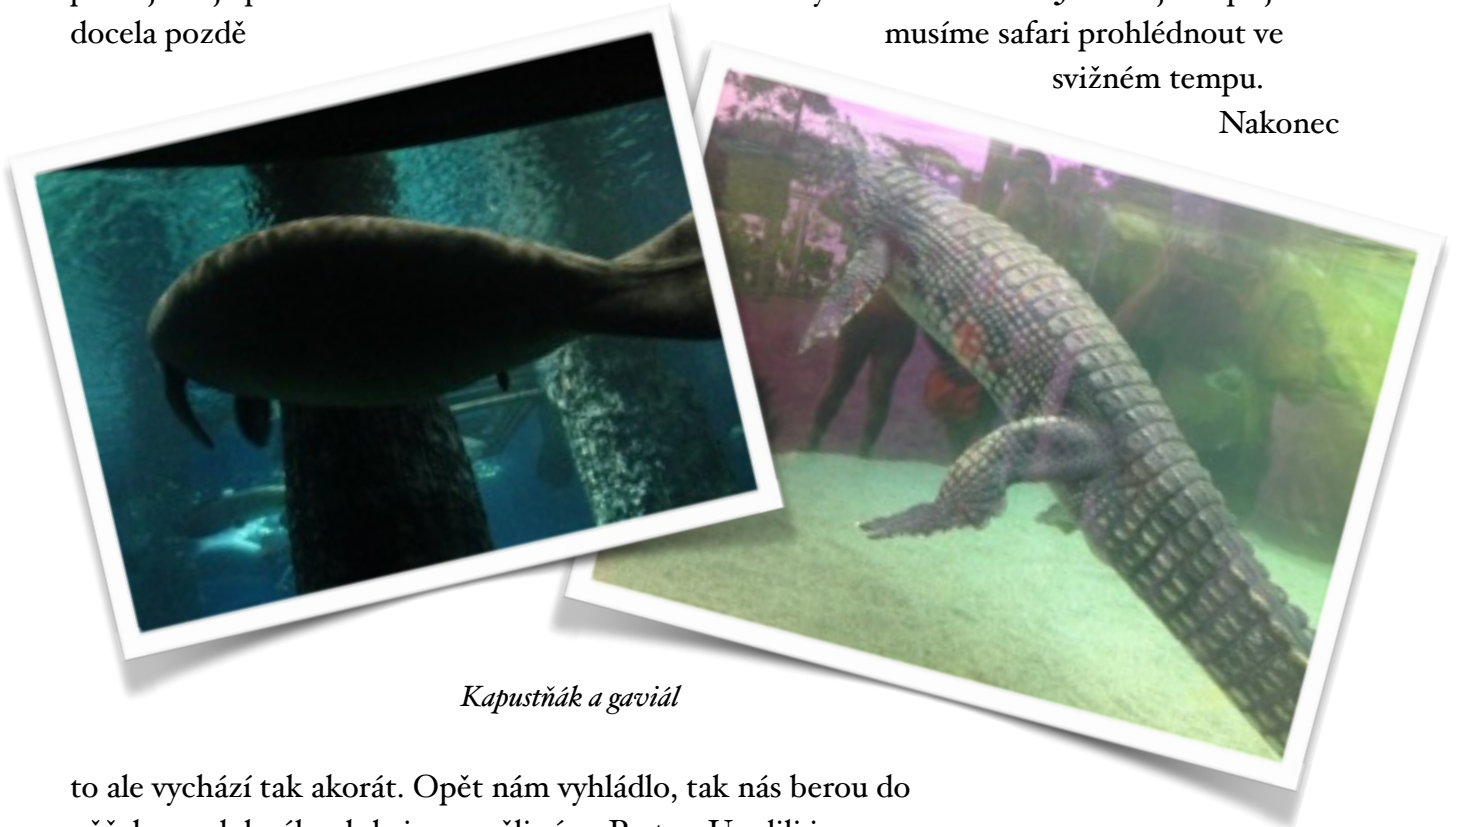 docela pozdě
musíme safari prohlédnout ve
svižném tempu.
Nakonec
Kapustňák a gaviál
to ale vychází tak akorát. Opět nám vyhládlo, tak nás berou do